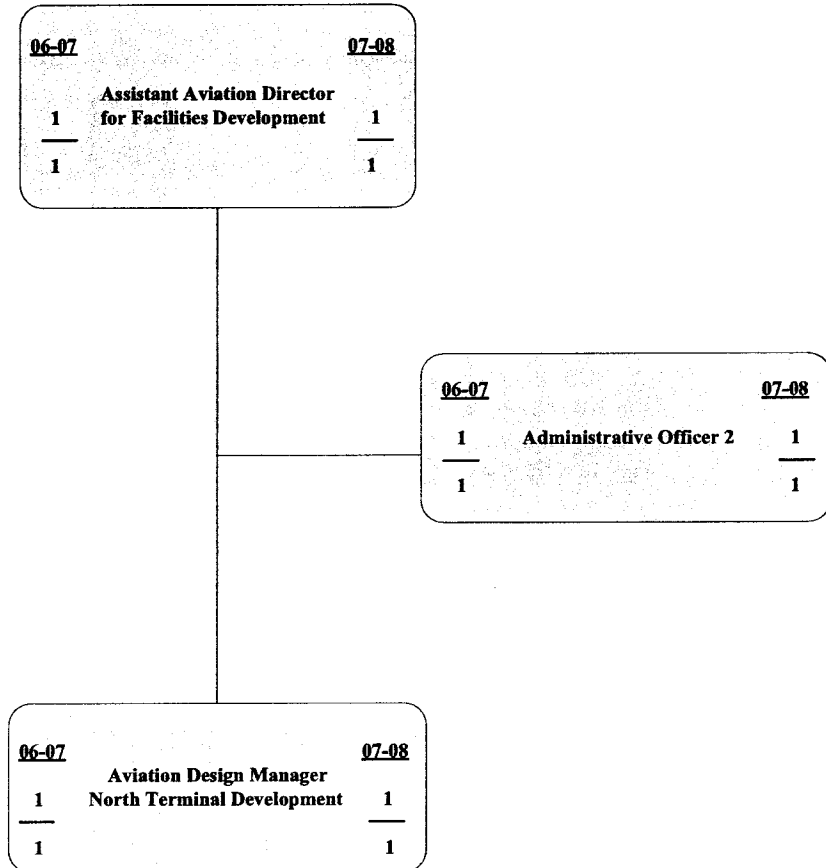 06-07 07-08
Assistant Aviation Director
for Facilities Development
1 1
1 1
06-07 07-08
1 Administrative Officer 2 1
1 1
06-07 07-08
Aviation Design Manager
1 North Terminal Development 1
1 1